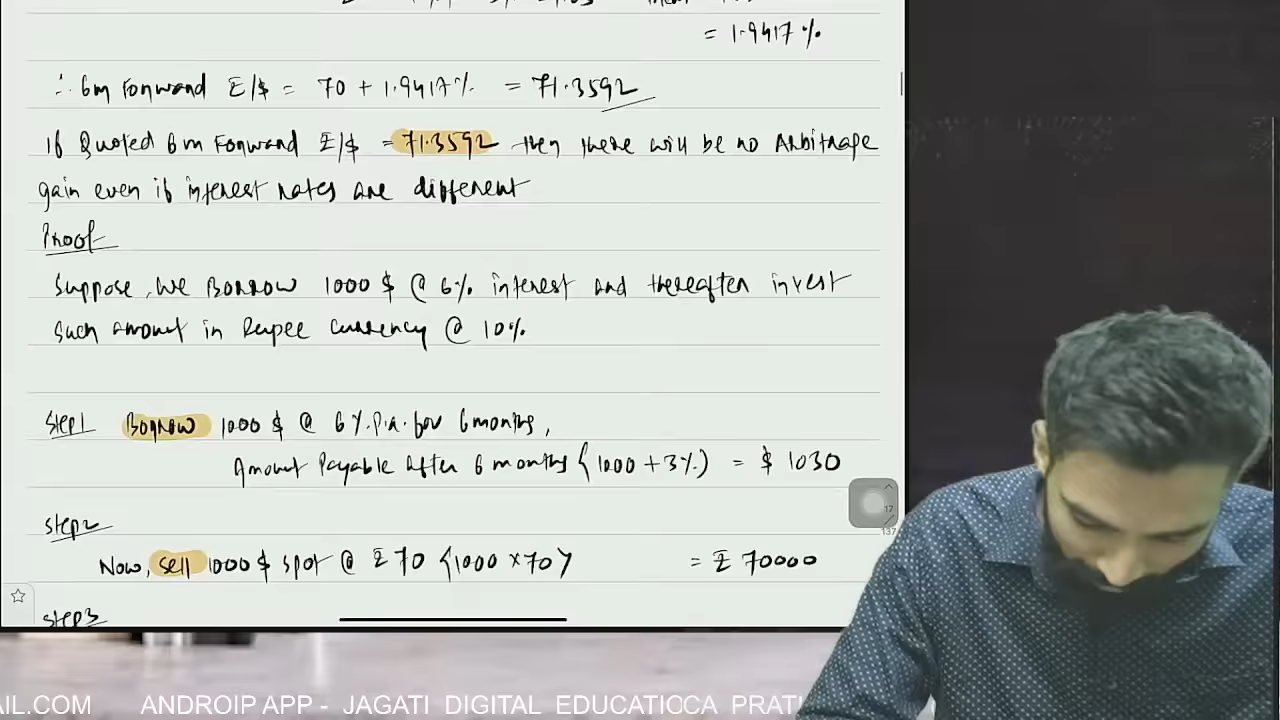 = 1.9417 %
∴ 6m Forward ₹/$ = 70 + 1.9417% = 71.3592
If Quoted 6m Forward ₹/$ = 71.3592 then there will be no Arbitrage
gain even if interest rates are different
Proof
Suppose, we Borrow 1000 $ @ 6% interest and thereafter invest
such amount in Rupee currency @ 10%
Step1 Borrow 1000 $ @ 6%.p.a. for 6 months,
Amount Payable after 6 months {1000 + 3%} = $ 1030
Step2
Now, sell 1000 $ spot @ ₹ 70 {1000 × 70} = ₹ 70000
Step3
17
137
AIL.COM ANDROIP APP - JAGATI DIGITAL EDUCATICCA PRATI